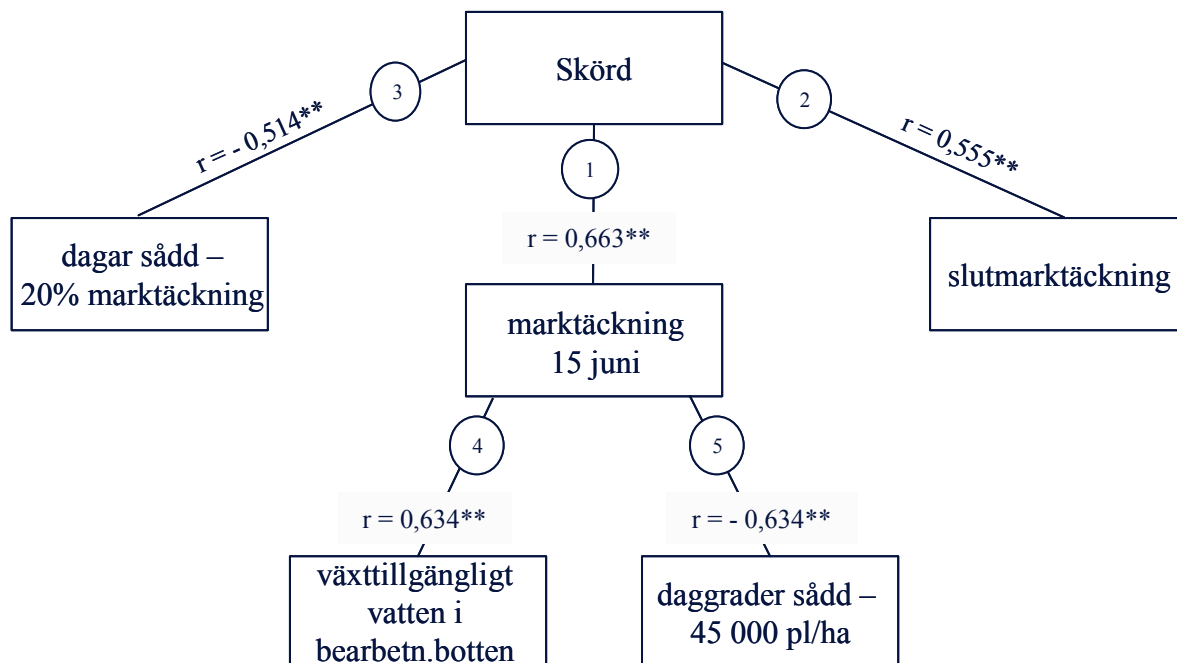 Skörd
3
2
r = - 0,514**
r = 0,555**
1
r = 0,663**
dagar sådd –
20% marktäckning
slutmarktäckning
marktäckning
15 juni
4
5
r = 0,634**
r = - 0,634**
växttillgängligt
vatten i
bearbetn.botten
daggrader sådd –
45 000 pl/ha